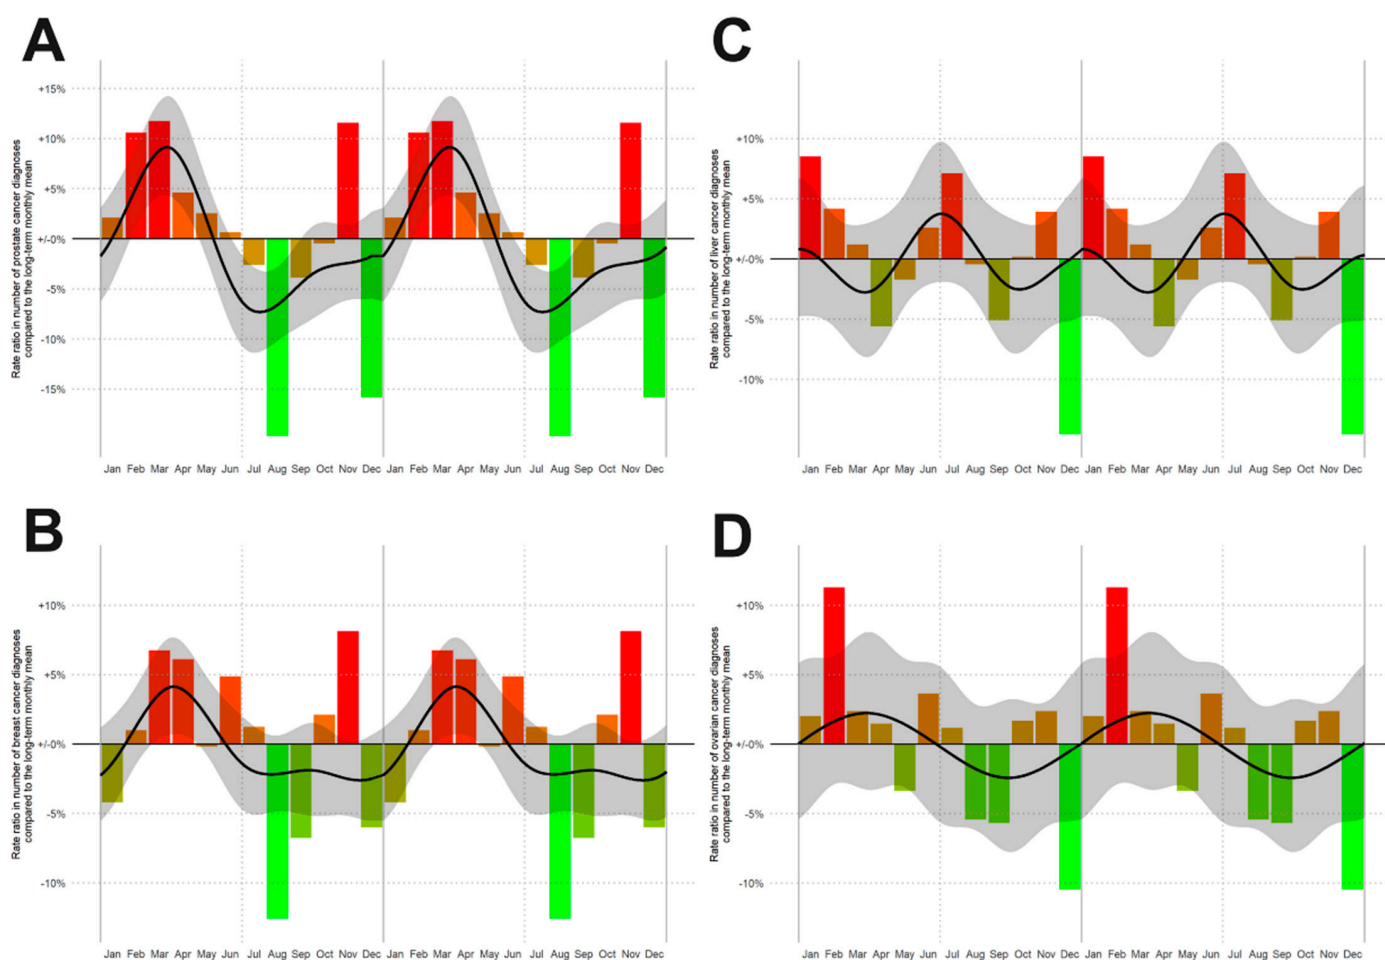 A
Rate ratio in number of prostate cancer diagnoses
compared to the long-term monthly mean
+15%
+10%
+5%
+/-0%
-5%
-10%
-15%
Jan Feb Mar Apr May Jun Jul Aug Sep Oct Nov Dec Jan Feb Mar Apr May Jun Jul Aug Sep Oct Nov Dec
C
Rate ratio in number of liver cancer diagnoses
compared to the long-term monthly mean
+10%
+5%
+/-0%
-5%
-10%
Jan Feb Mar Apr May Jun Jul Aug Sep Oct Nov Dec Jan Feb Mar Apr May Jun Jul Aug Sep Oct Nov Dec
B
Rate ratio in number of breast cancer diagnoses
compared to the long-term monthly mean
+10%
+5%
+/-0%
-5%
-10%
Jan Feb Mar Apr May Jun Jul Aug Sep Oct Nov Dec Jan Feb Mar Apr May Jun Jul Aug Sep Oct Nov Dec
D
Rate ratio in number of ovarian cancer diagnoses
compared to the long-term monthly mean
+10%
+5%
+/-0%
-5%
-10%
Jan Feb Mar Apr May Jun Jul Aug Sep Oct Nov Dec Jan Feb Mar Apr May Jun Jul Aug Sep Oct Nov Dec